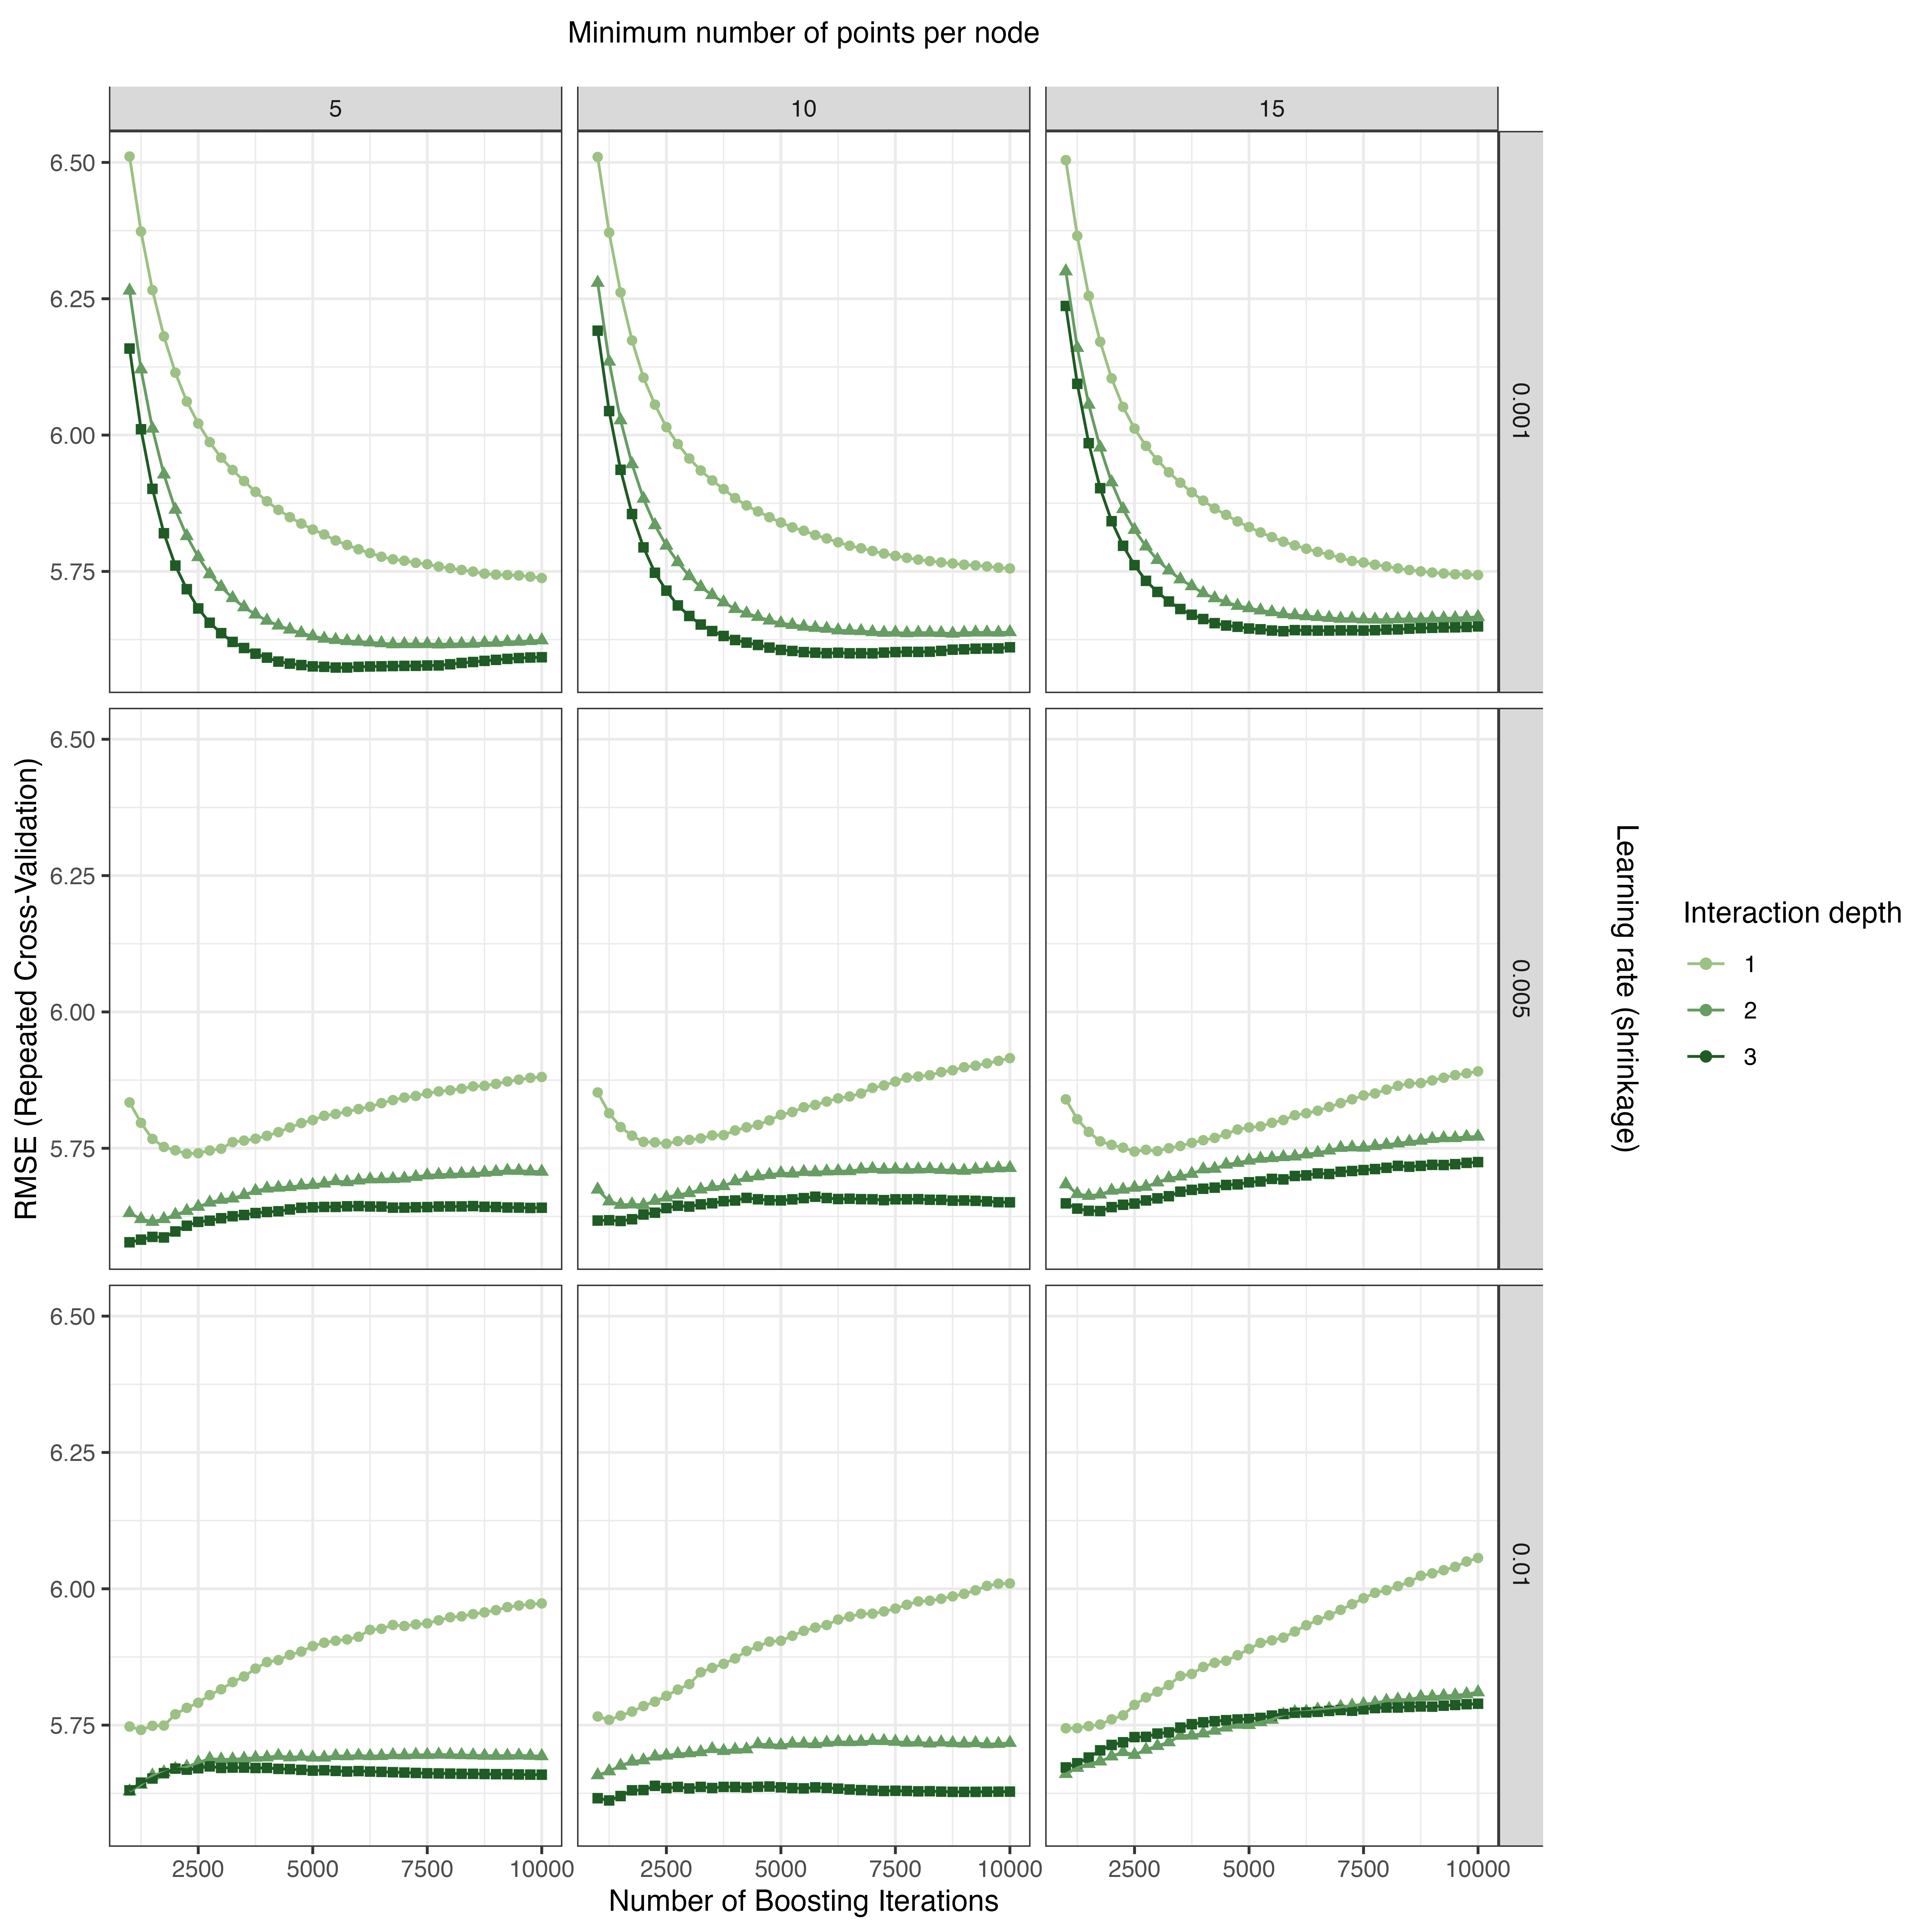 Minimum number of points per node
5 10 15
6.50
6.25
6.00
5.75
0.001
6.50
6.25
6.00
5.75
0.005
6.50
6.25
6.00
5.75
0.01
RMSE (Repeated Cross-Validation)
Learning rate (shrinkage)
Interaction depth
1
2
3
2500 5000 7500 10000 2500 5000 7500 10000 2500 5000 7500 10000
Number of Boosting Iterations